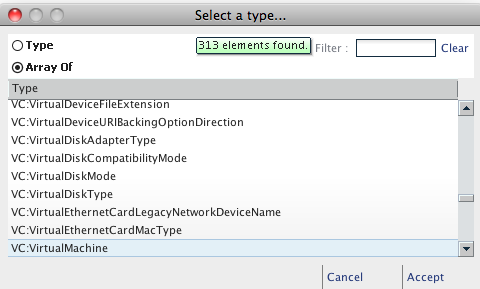 Select a type...
Type
313 elements found.
Filter :
Clear
Array Of
Type
VC:VirtualDeviceFileExtension
VC:VirtualDeviceURIBackingOptionDirection
VC:VirtualDiskAdapterType
VC:VirtualDiskCompatibilityMode
VC:VirtualDiskMode
VC:VirtualDiskType
VC:VirtualEthernetCardLegacyNetworkDeviceName
VC:VirtualEthernetCardMacType
VC:VirtualMachine
Cancel
Accept